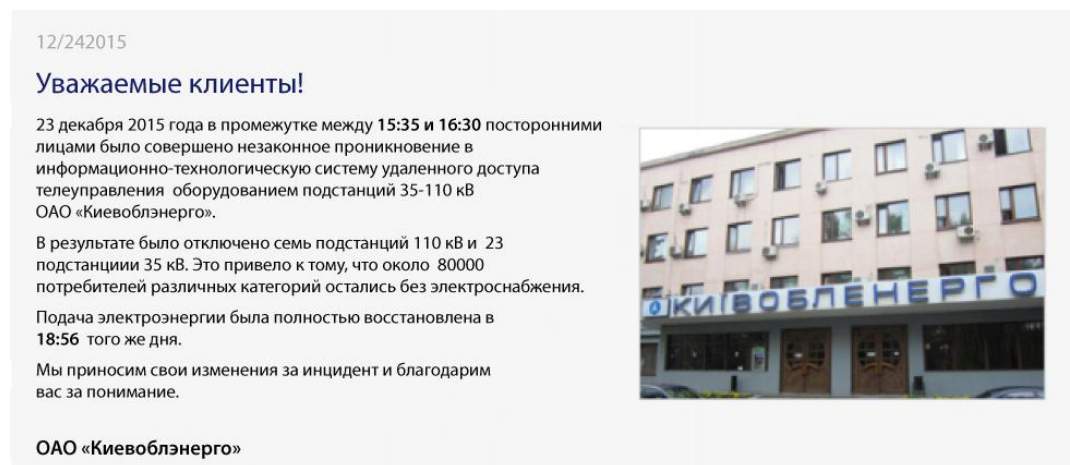 12/242015
Уважаемые клиенты!
23 декабря 2015 года в промежутке между 15:35 и 16:30 посторонними
лицами было совершено незаконное проникновение в
информационно-технологическую систему удаленного доступа
телеуправления оборудованием подстанций 35-110 кВ
ОАО «Киевоблэнерго».
В результате было отключено семь подстанций 110 кВ и 23
подстанциии 35 кВ. Это привело к тому, что около 80000
потребителей различных категорий остались без электроснабжения.
Подача электроэнергии была полностью восстановлена в
18:56 того же дня.
Мы приносим свои изменения за инцидент и благодарим
вас за понимание.
ОАО «Киевоблэнерго»
КИЇВОБЛЕНЕРГО